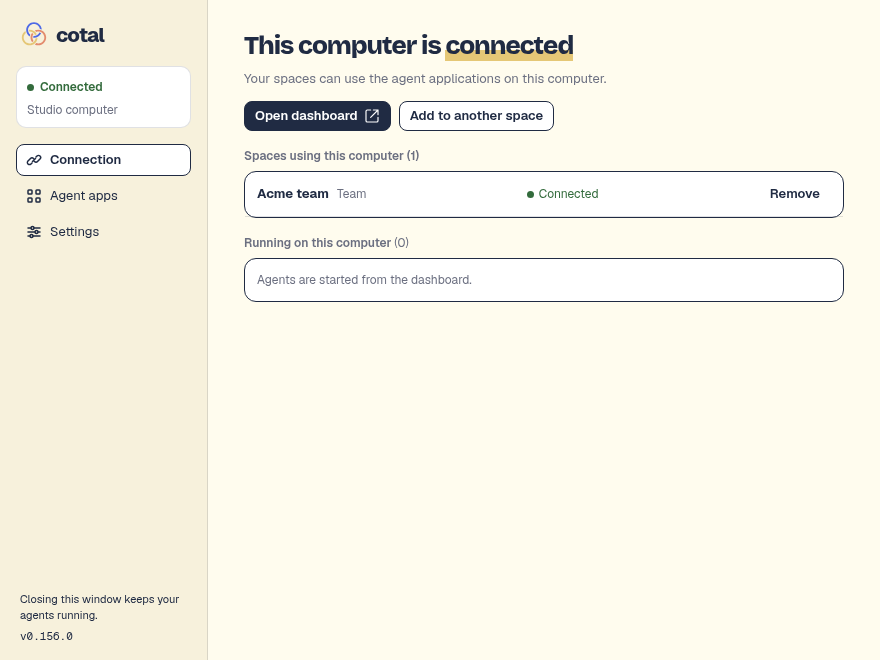 cotal
Connected
Studio computer
Connection
Agent apps
Settings
Closing this window keeps your
agents running.
v0.156.0
This computer is connected
Your spaces can use the agent applications on this computer.
Open dashboard
Add to another space
Spaces using this computer (1)
Acme team Team Connected Remove
Running on this computer (0)
Agents are started from the dashboard.